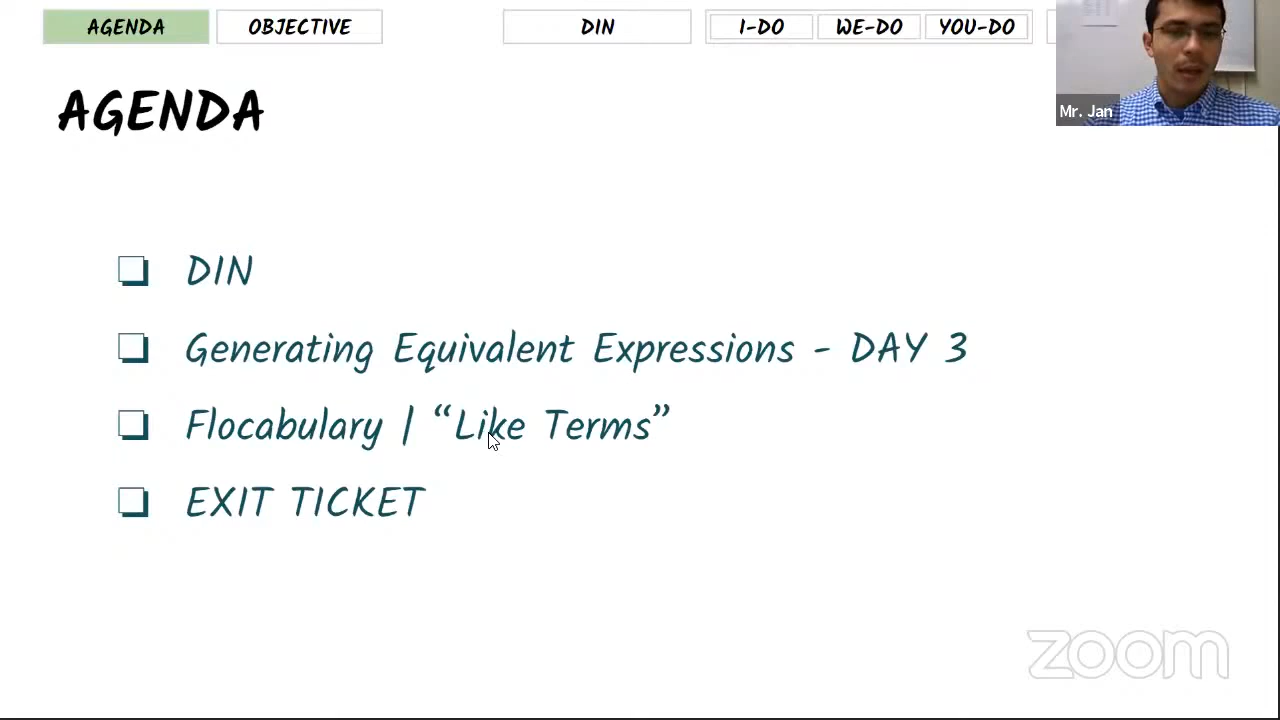 AGENDA
OBJECTIVE
DIN
I-DO
WE-DO
YOU-DO
Mr. Jan
AGENDA
DIN
Generating Equivalent Expressions - DAY 3
Flocabulary | “Like Terms”
EXIT TICKET
zoom